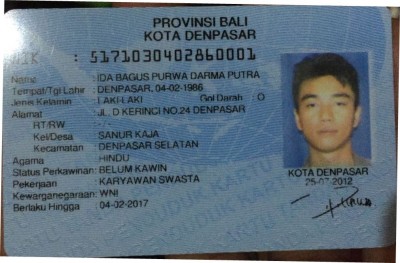 PROVINSI BALI
KOTA DENPASAR
NIK : 5171030402860001
Nama : IDA BAGUS PURWA DARMA PUTRA
Tempat/Tgl Lahir : DENPASAR, 04-02-1986
Jenis Kelamin : LAKI-LAKI Gol Darah : O
Alamat : JL. D KERINCI NO.24 DENPASAR
RT/RW :
Kel/Desa : SANUR KAJA
Kecamatan : DENPASAR SELATAN
Agama : HINDU
Status Perkawinan: BELUM KAWIN
Pekerjaan : KARYAWAN SWASTA
Kewarganegaraan: WNI
Berlaku Hingga : 04-02-2017
KOTA DENPASAR
25-07-2012